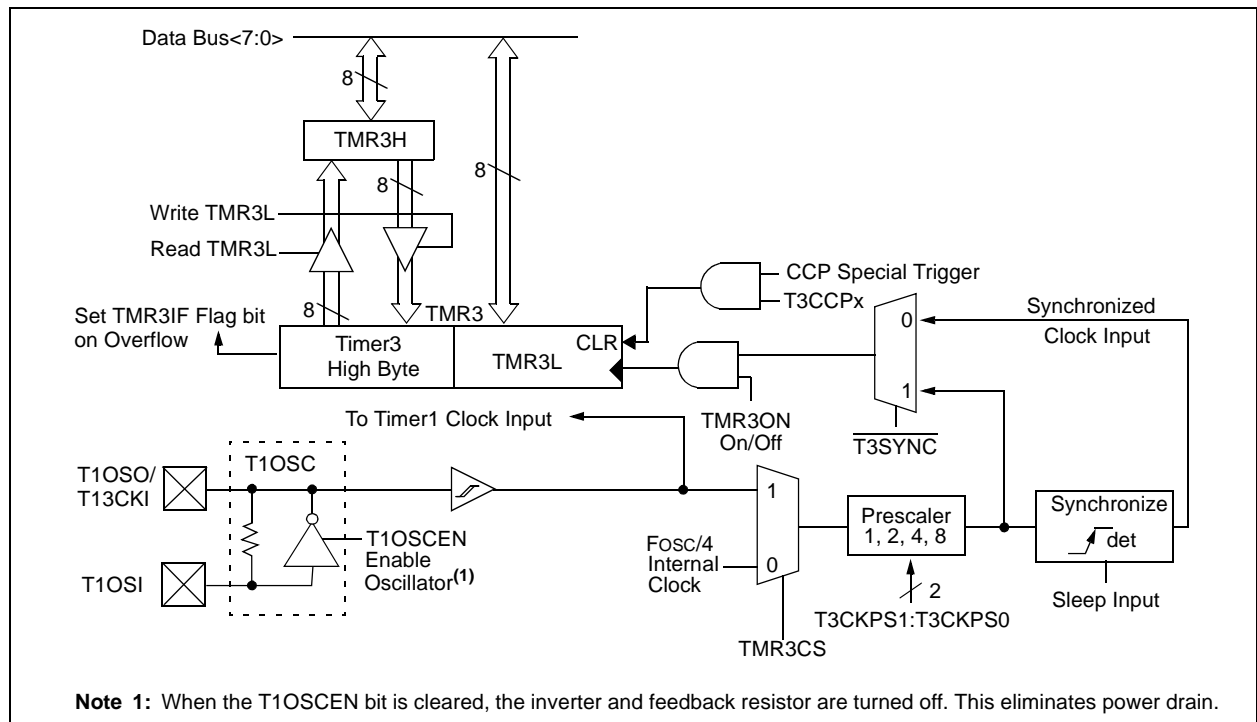 Data Bus<7:0>
8
TMR3H
8
8
Write TMR3L
Read TMR3L
8
CCP Special Trigger
T3CCPx
Set TMR3IF Flag bit
on Overflow
TMR3
Timer3
High Byte
TMR3L
CLR
0
1
Synchronized
Clock Input
To Timer1 Clock Input
TMR3ON
On/Off
T3SYNC
T1OSO/
T13CKI
T1OSC
T1OSCEN
Enable
Oscillator(1)
T1OSI
1
0
FOSC/4
Internal
Clock
Prescaler
1, 2, 4, 8
Synchronize
det
2
T3CKPS1:T3CKPS0
Sleep Input
TMR3CS
Note 1: When the T1OSCEN bit is cleared, the inverter and feedback resistor are turned off. This eliminates power drain.